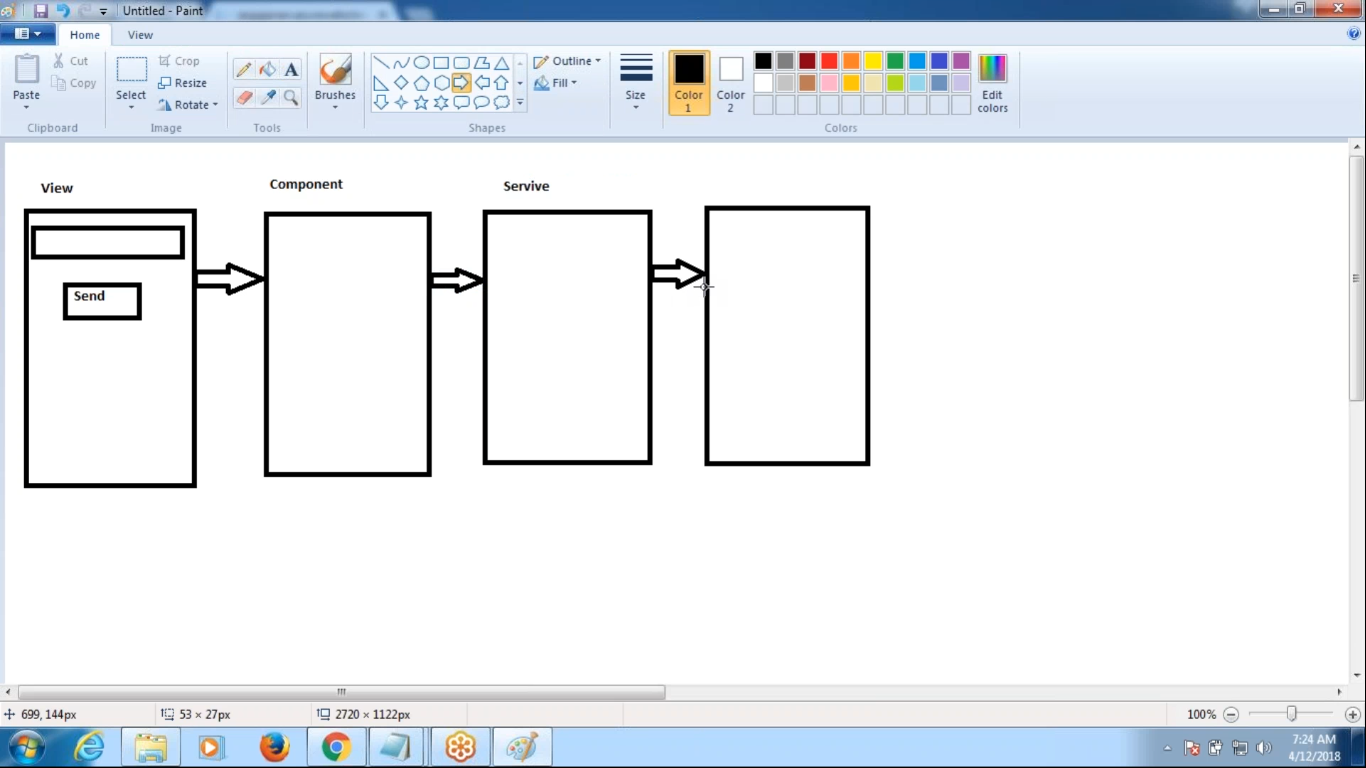 Untitled - Paint
Home
View
Cut
Copy
Paste
Clipboard
Select
Crop
Resize
Rotate
Image
A
Tools
Brushes
Shapes
Outline
Fill
Size
Color 1
Color 2
Edit colors
Colors
View
Component
Servive
Send
699, 144px
53 × 27px
2720 × 1122px
100%
7:24 AM
4/12/2018